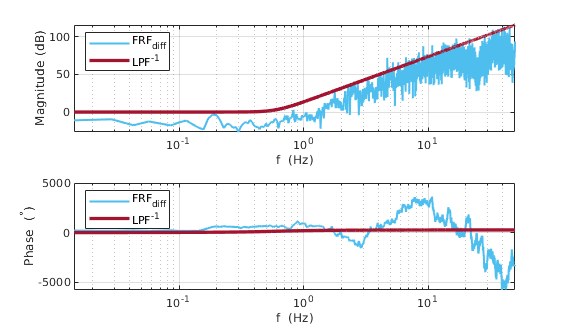 100
50
0
Magnitude (dB)
FRF_diff
LPF^-1
10^-1
10^0
10^1
f (Hz)
5000
0
-5000
Phase (°)
FRF_diff
LPF^-1
10^-1
10^0
10^1
f (Hz)